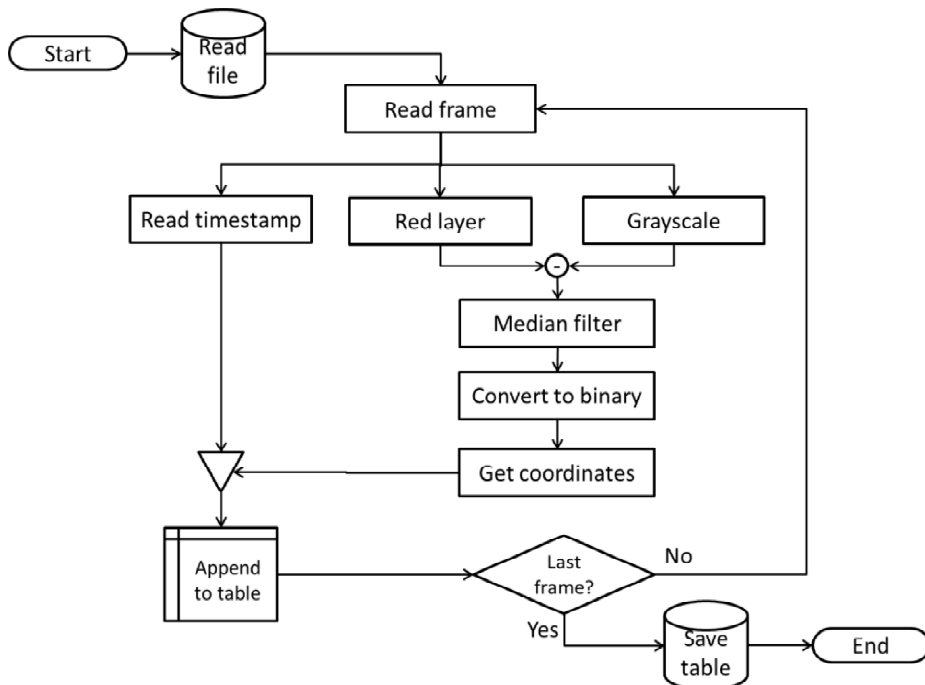 Start
Read
file
Read frame
Read timestamp
Red layer
Grayscale
-
Median filter
Convert to binary
Get coordinates
Append
to table
Last
frame?
No
Yes
Save
table
End